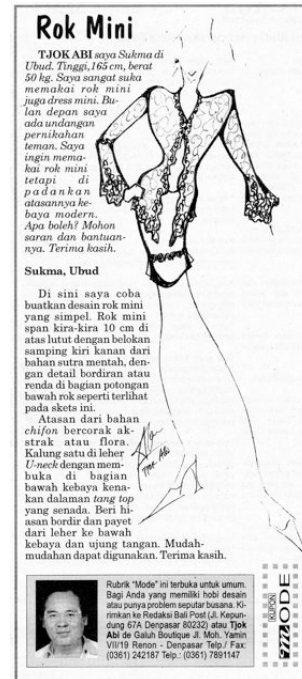 Rok Mini
TJOK ABI saya Sukma di
Ubud. Tinggi, 165 cm, berat
50 kg. Saya sangat suka
memakai rok mini
juga dress mini. Bu-
lan depan saya
ada undangan
pernikahan
teman. Saya
ingin mema-
kai rok mini
tetapi di
padankan
atasannya ke-
baya modern.
Apa boleh? Mohon
saran dan bantuan-
nya. Terima kasih.
Sukma, Ubud
Di sini saya coba
buatkan desain rok mini
yang simpel. Rok mini
span kira-kira 10 cm di
atas lutut dengan belokan
samping kiri kanan dari
bahan sutra mentah, den-
gan detail bordiran atau
renda di bagian potongan
bawah rok seperti terlihat
pada skets ini.
Atasan dari bahan
chifon bercorak ak-
strak atau flora.
Kalung satu di leher
U-neck dengan mem-
buka di bagian
bawah kebaya kena-
kan dalaman tang top
yang senada. Beri hi-
asan bordir dan payet
dari leher ke bawah
kebaya dan ujung tangan. Mudah-
mudahan dapat digunakan. Terima kasih.
TJOK ABI
Rubrik "Mode" ini terbuka untuk umum.
Bagi Anda yang memiliki hobi desain
atau punya problem seputar busana. Ki-
rimkan ke Redaksi Bali Post (Jl. Kepun-
dung 67A Denpasar 80232) atau Tjok
Abi de Galuh Boutique Jl. Moh. Yamin
VII/19 Renon - Denpasar Telp./ Fax:
(0361) 242187 Telp.: (0361) 7891147
KUPON
MODE